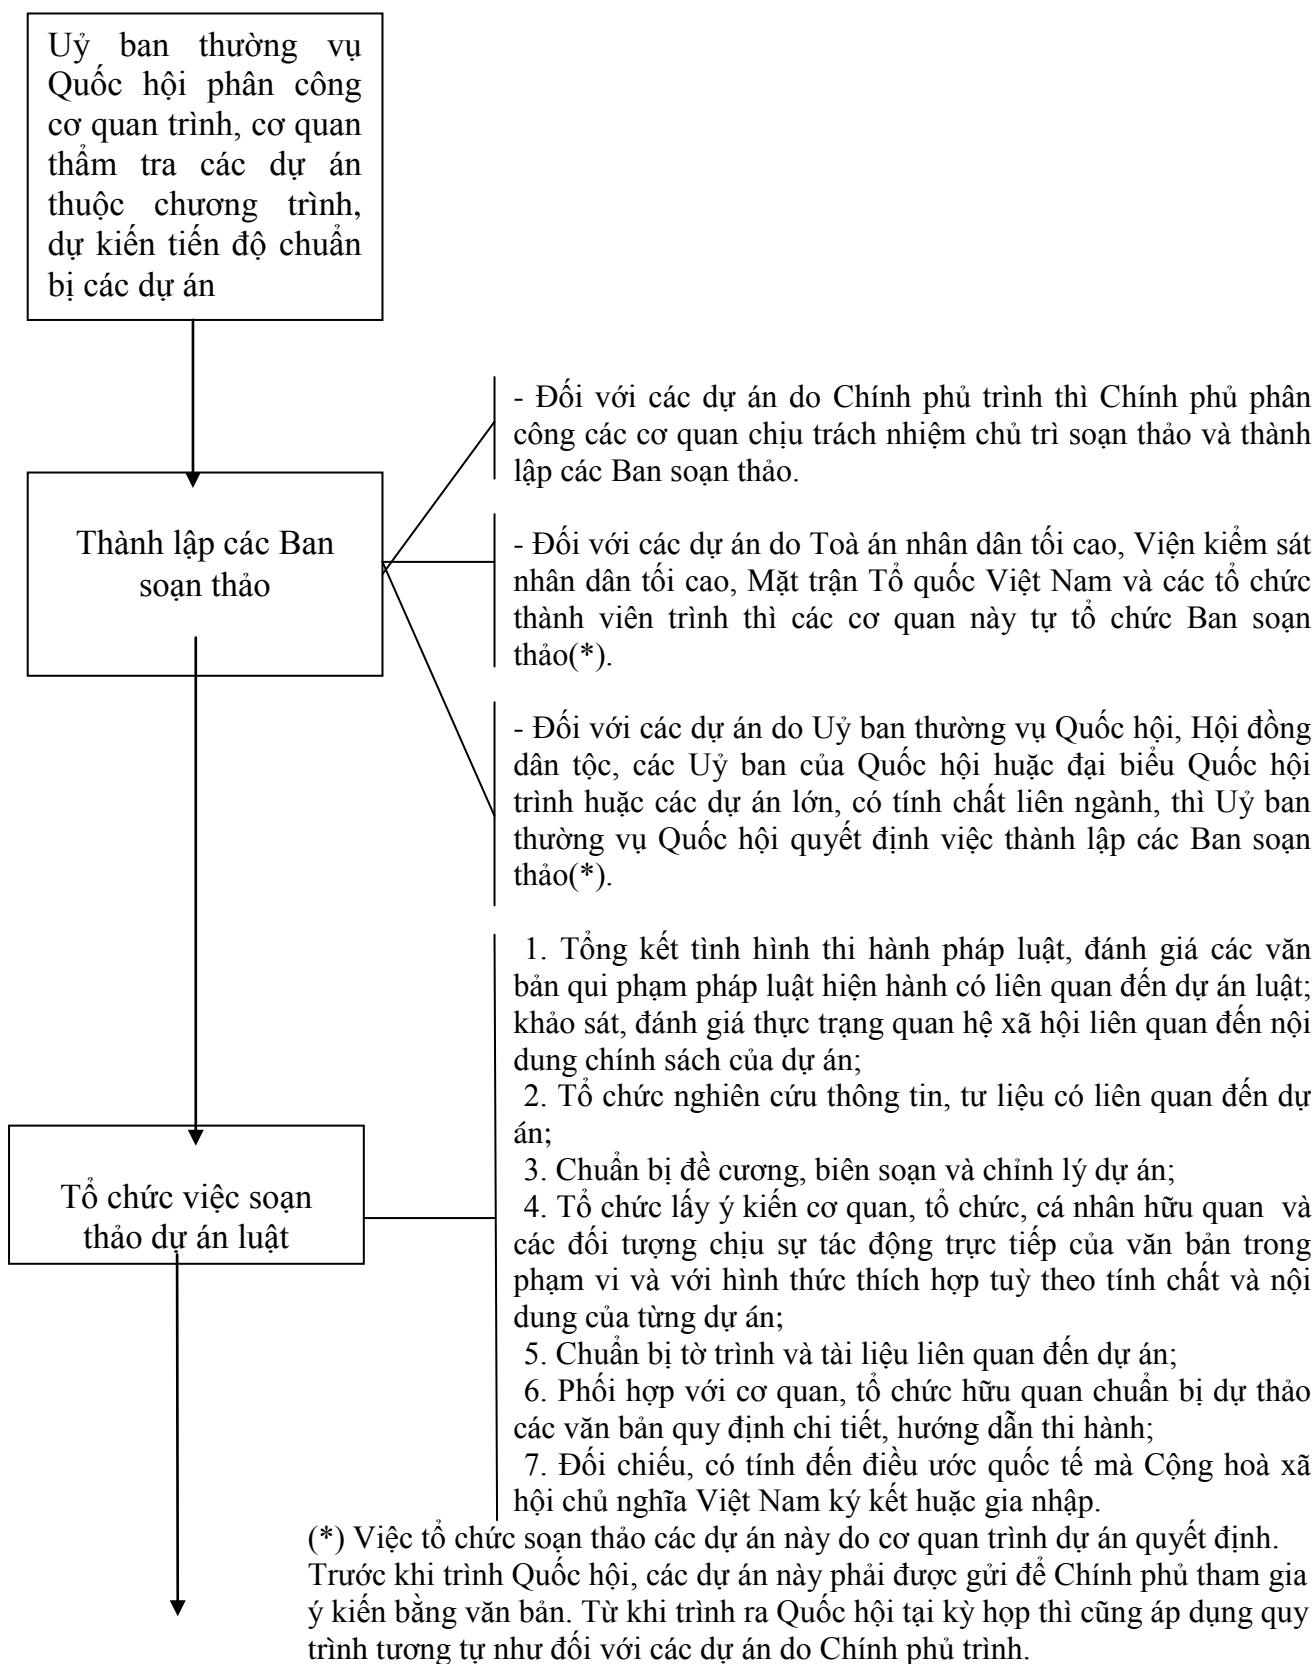 Uỷ ban thường vụ
Quốc hội phân công
cơ quan trình, cơ quan
thẩm tra các dự án
thuộc chương trình,
dự kiến tiến độ chuẩn
bị các dự án
- Đối với các dự án do Chính phủ trình thì Chính phủ phân
công các cơ quan chịu trách nhiệm chủ trì soạn thảo và thành
lập các Ban soạn thảo.
Thành lập các Ban
soạn thảo
- Đối với các dự án do Toà án nhân dân tối cao, Viện kiểm sát
nhân dân tối cao, Mặt trận Tổ quốc Việt Nam và các tổ chức
thành viên trình thì các cơ quan này tự tổ chức Ban soạn
thảo(*).
- Đối với các dự án do Uỷ ban thường vụ Quốc hội, Hội đồng
dân tộc, các Uỷ ban của Quốc hội huặc đại biểu Quốc hội
trình huặc các dự án lớn, có tính chất liên ngành, thì Uỷ ban
thường vụ Quốc hội quyết định việc thành lập các Ban soạn
thảo(*).
1. Tổng kết tình hình thi hành pháp luật, đánh giá các văn
bản qui phạm pháp luật hiện hành có liên quan đến dự án luật;
khảo sát, đánh giá thực trạng quan hệ xã hội liên quan đến nội
dung chính sách của dự án;
2. Tổ chức nghiên cứu thông tin, tư liệu có liên quan đến dự
án;
3. Chuẩn bị đề cương, biên soạn và chỉnh lý dự án;
4. Tổ chức lấy ý kiến cơ quan, tổ chức, cá nhân hữu quan và
các đối tượng chịu sự tác động trực tiếp của văn bản trong
phạm vi và với hình thức thích hợp tuỳ theo tính chất và nội
dung của từng dự án;
5. Chuẩn bị tờ trình và tài liệu liên quan đến dự án;
6. Phối hợp với cơ quan, tổ chức hữu quan chuẩn bị dự thảo
các văn bản quy định chi tiết, hướng dẫn thi hành;
7. Đối chiếu, có tính đến điều ước quốc tế mà Cộng hoà xã
hội chủ nghĩa Việt Nam ký kết huặc gia nhập.
Tổ chức việc soạn
thảo dự án luật
(*) Việc tổ chức soạn thảo các dự án này do cơ quan trình dự án quyết định.
Trước khi trình Quốc hội, các dự án này phải được gửi để Chính phủ tham gia
ý kiến bằng văn bản. Từ khi trình ra Quốc hội tại kỳ họp thì cũng áp dụng quy
trình tương tự như đối với các dự án do Chính phủ trình.